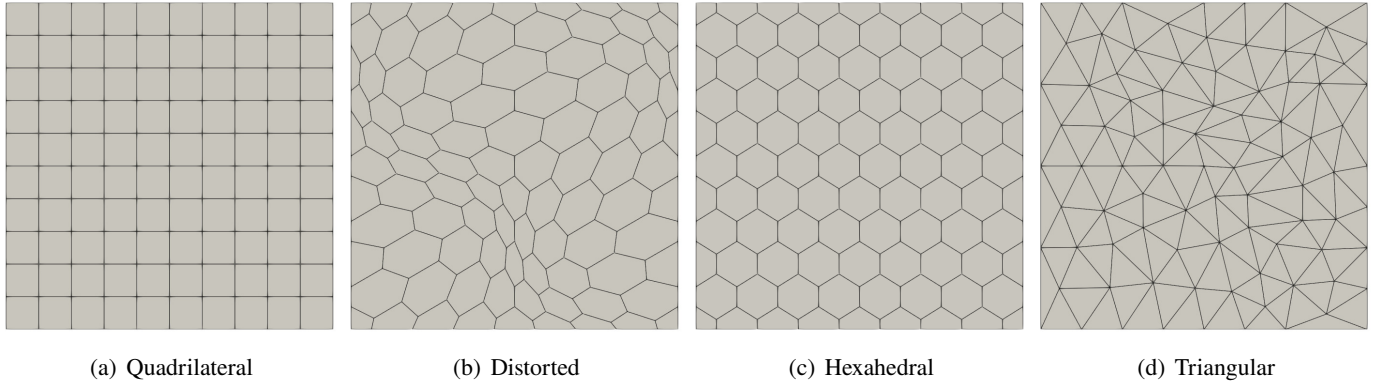 (a) Quadrilateral
(b) Distorted
(c) Hexahedral
(d) Triangular